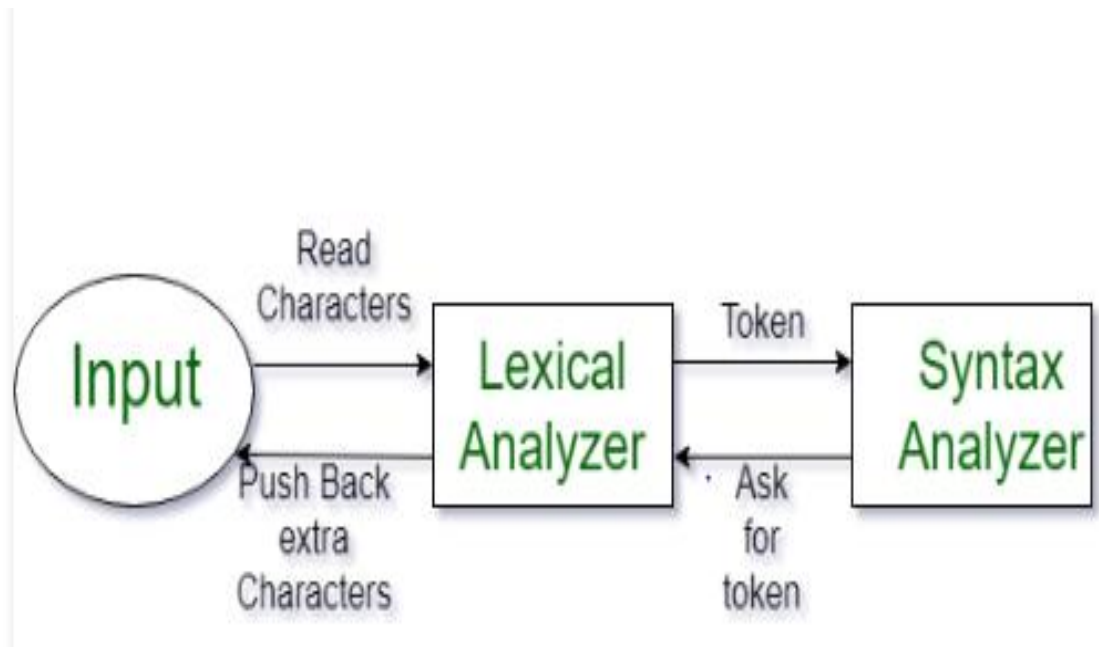 Read
Characters
Input
Lexical
Analyzer
Token
Syntax
Analyzer
Push Back
extra
Characters
Ask
for
token